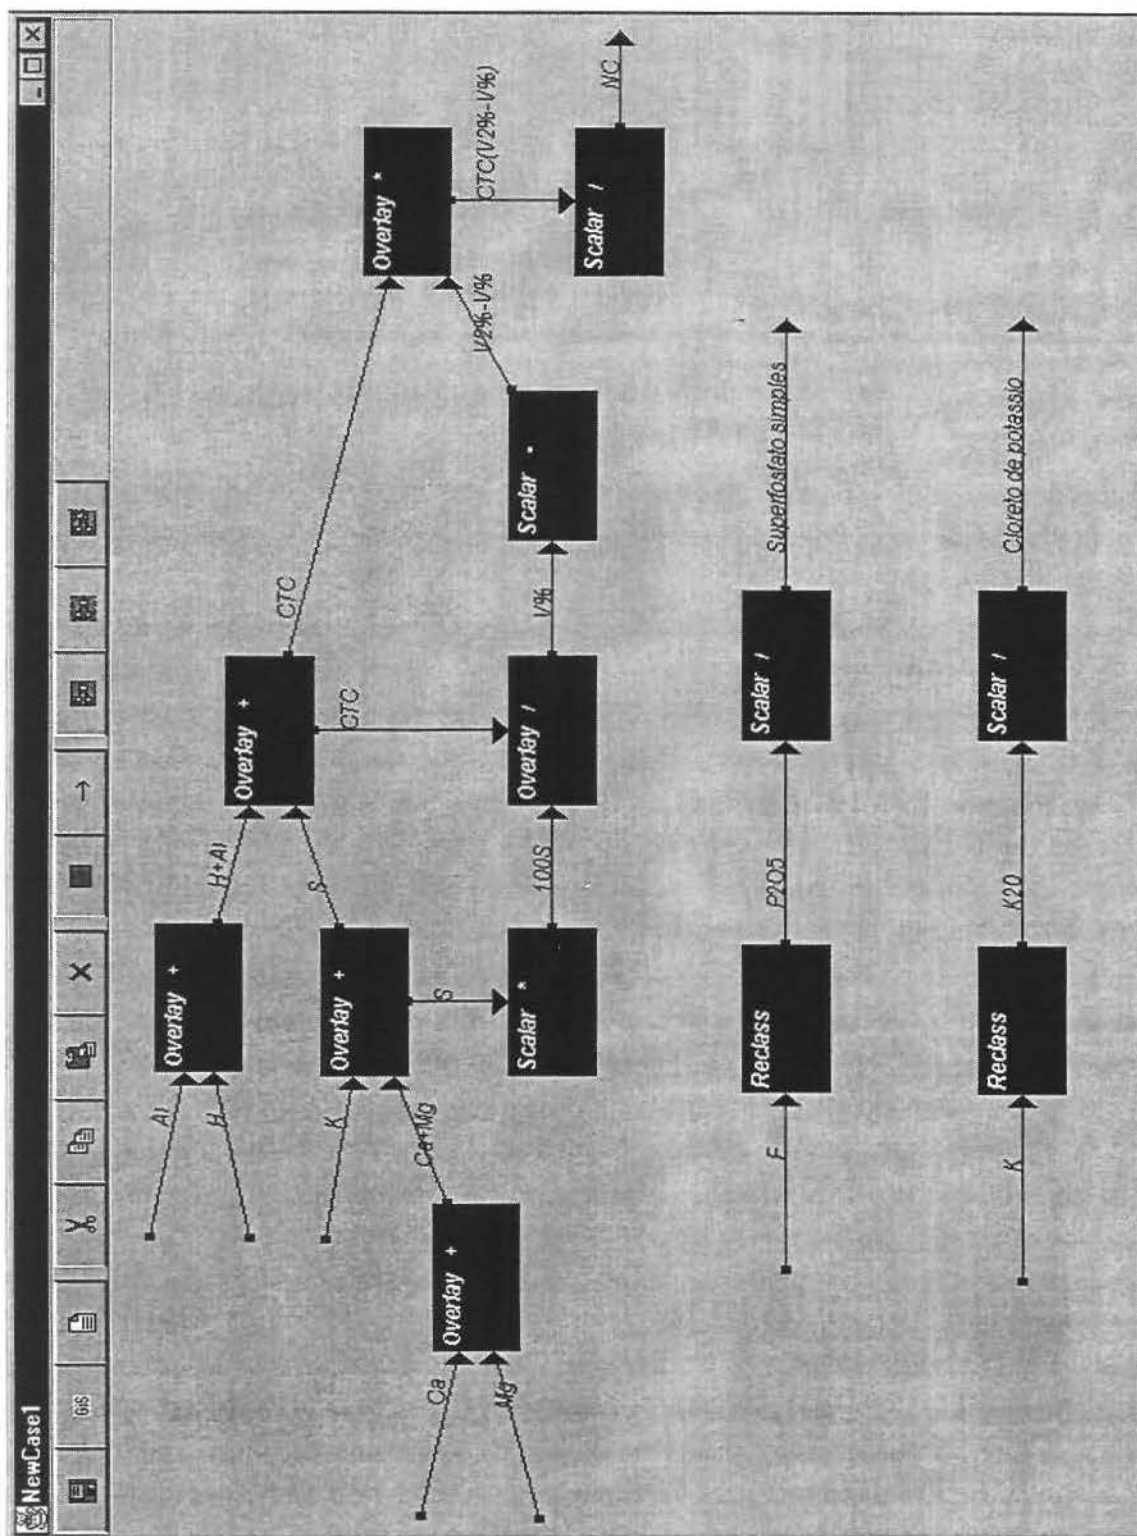 NewCase1
GIS
Al
H
Overlay +
H+Al
K
Ca+Mg
Overlay +
S
S
Ca
Mg
Overlay +
Overlay +
CTC
CTC
Scalar *
100S
Overlay /
V%
Scalar -
V2%-V%
Overlay *
CTC(V2%-V%)
Scalar /
NC
F
Reclass
P2O5
Scalar /
Superfosfato simples
K
Reclass
K20
Scalar /
Cloreto de potassio